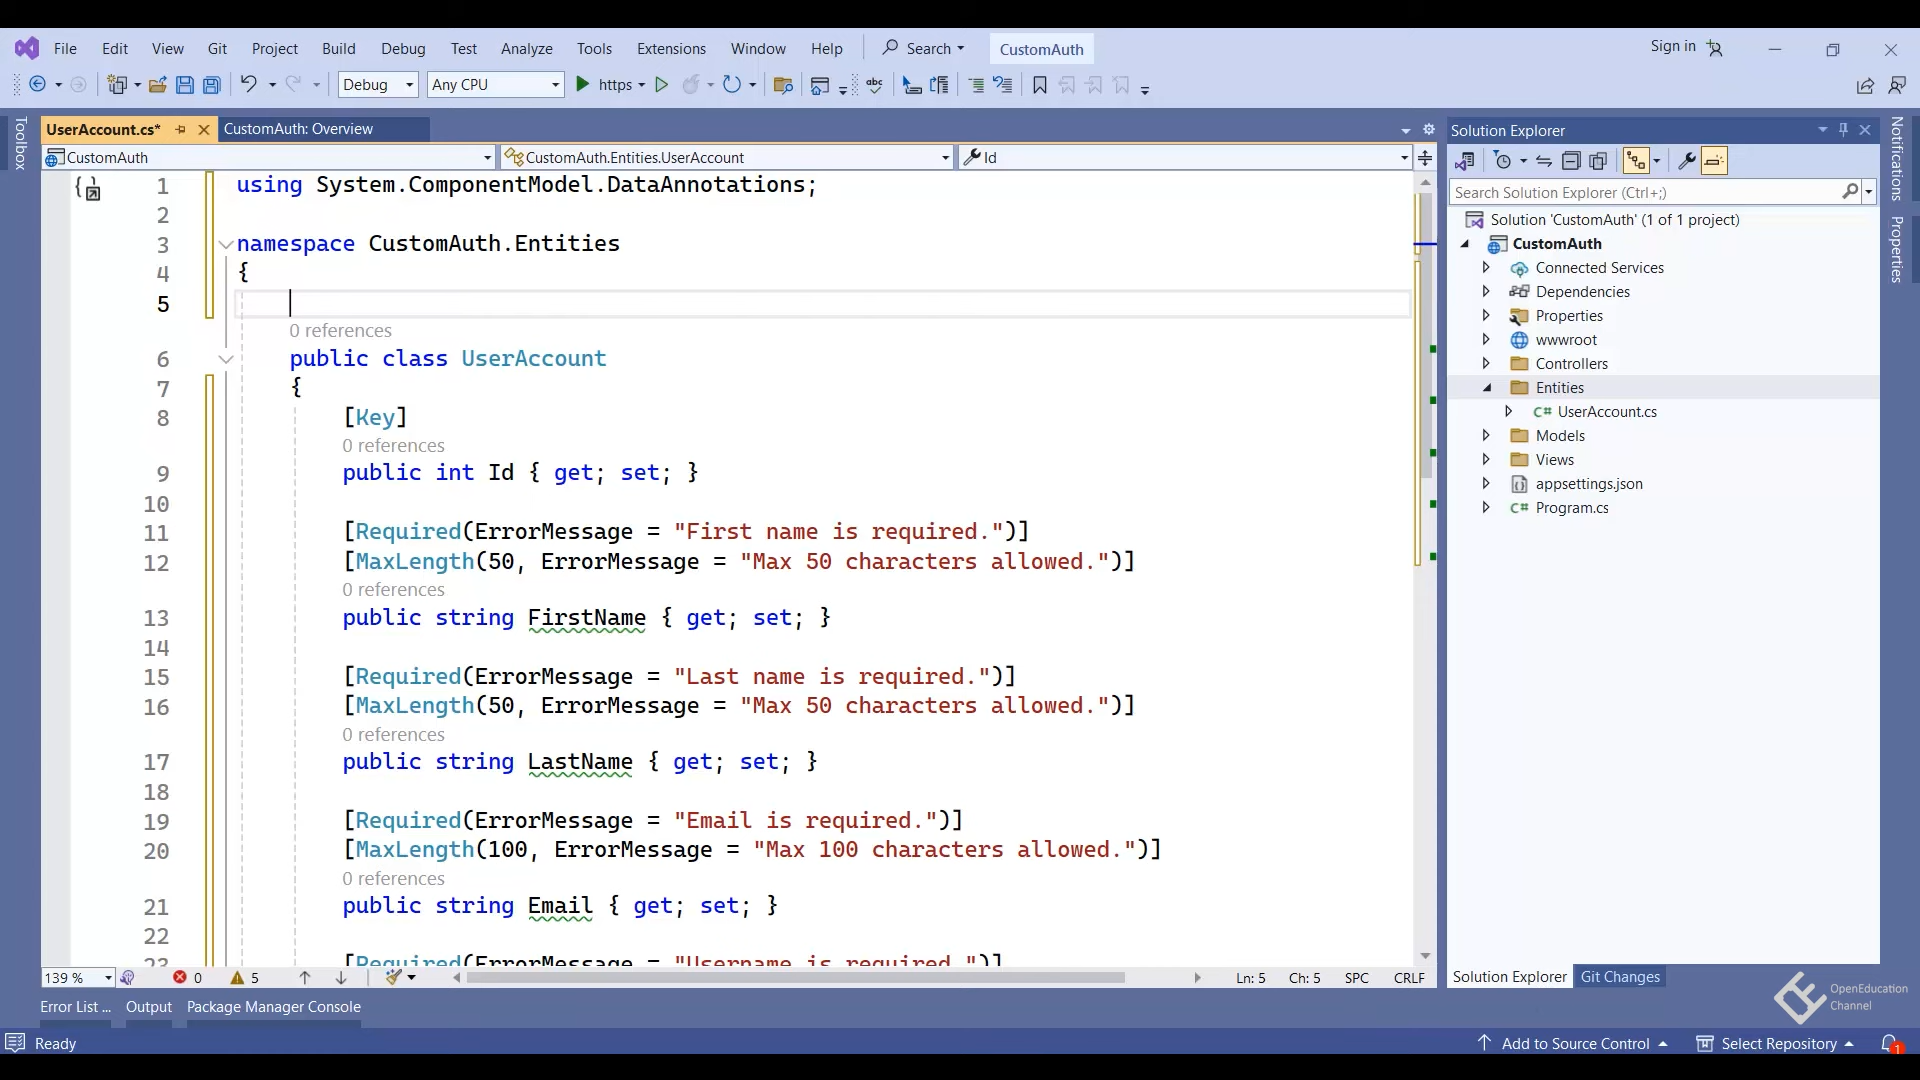 File Edit View Git Project Build Debug Test Analyze Tools Extensions Window Help Search CustomAuth Sign in
Debug Any CPU https
Toolbox
UserAccount.cs* CustomAuth: Overview
CustomAuth CustomAuth.Entities.UserAccount Id
1 using System.ComponentModel.DataAnnotations;
2
3 namespace CustomAuth.Entities
4 {
5
0 references
6 public class UserAccount
7 {
8 [Key]
0 references
9 public int Id { get; set; }
10
11 [Required(ErrorMessage = "First name is required.")]
12 [MaxLength(50, ErrorMessage = "Max 50 characters allowed.")]
0 references
13 public string FirstName { get; set; }
14
15 [Required(ErrorMessage = "Last name is required.")]
16 [MaxLength(50, ErrorMessage = "Max 50 characters allowed.")]
0 references
17 public string LastName { get; set; }
18
19 [Required(ErrorMessage = "Email is required.")]
20 [MaxLength(100, ErrorMessage = "Max 100 characters allowed.")]
0 references
21 public string Email { get; set; }
22
23 [Required(ErrorMessage = "Username is required.")]
139 % 0 5 Ln: 5 Ch: 5 SPC CRLF
Error List ... Output Package Manager Console
Solution Explorer
Search Solution Explorer (Ctrl+;)
Solution 'CustomAuth' (1 of 1 project)
CustomAuth
Connected Services
Dependencies
Properties
wwwroot
Controllers
Entities
C# UserAccount.cs
Models
Views
appsettings.json
C# Program.cs
Solution Explorer Git Changes
Notifications
Properties
OpenEducation
Channel
Ready Add to Source Control Select Repository 1